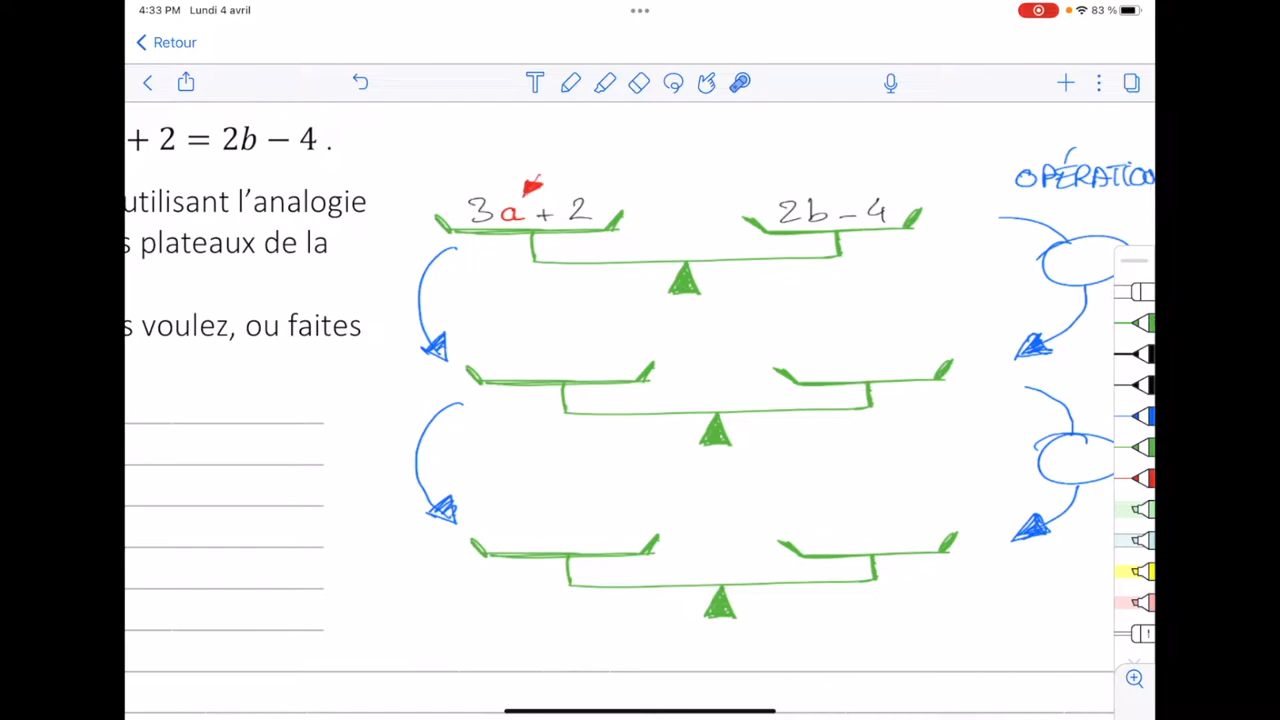 4:33 PM Lundi 4 avril
83 %
Retour
+ 2 = 2b − 4 .
utilisant l’analogie
s plateaux de la
s voulez, ou faites
OPÉRATION
3a + 2
2b − 4